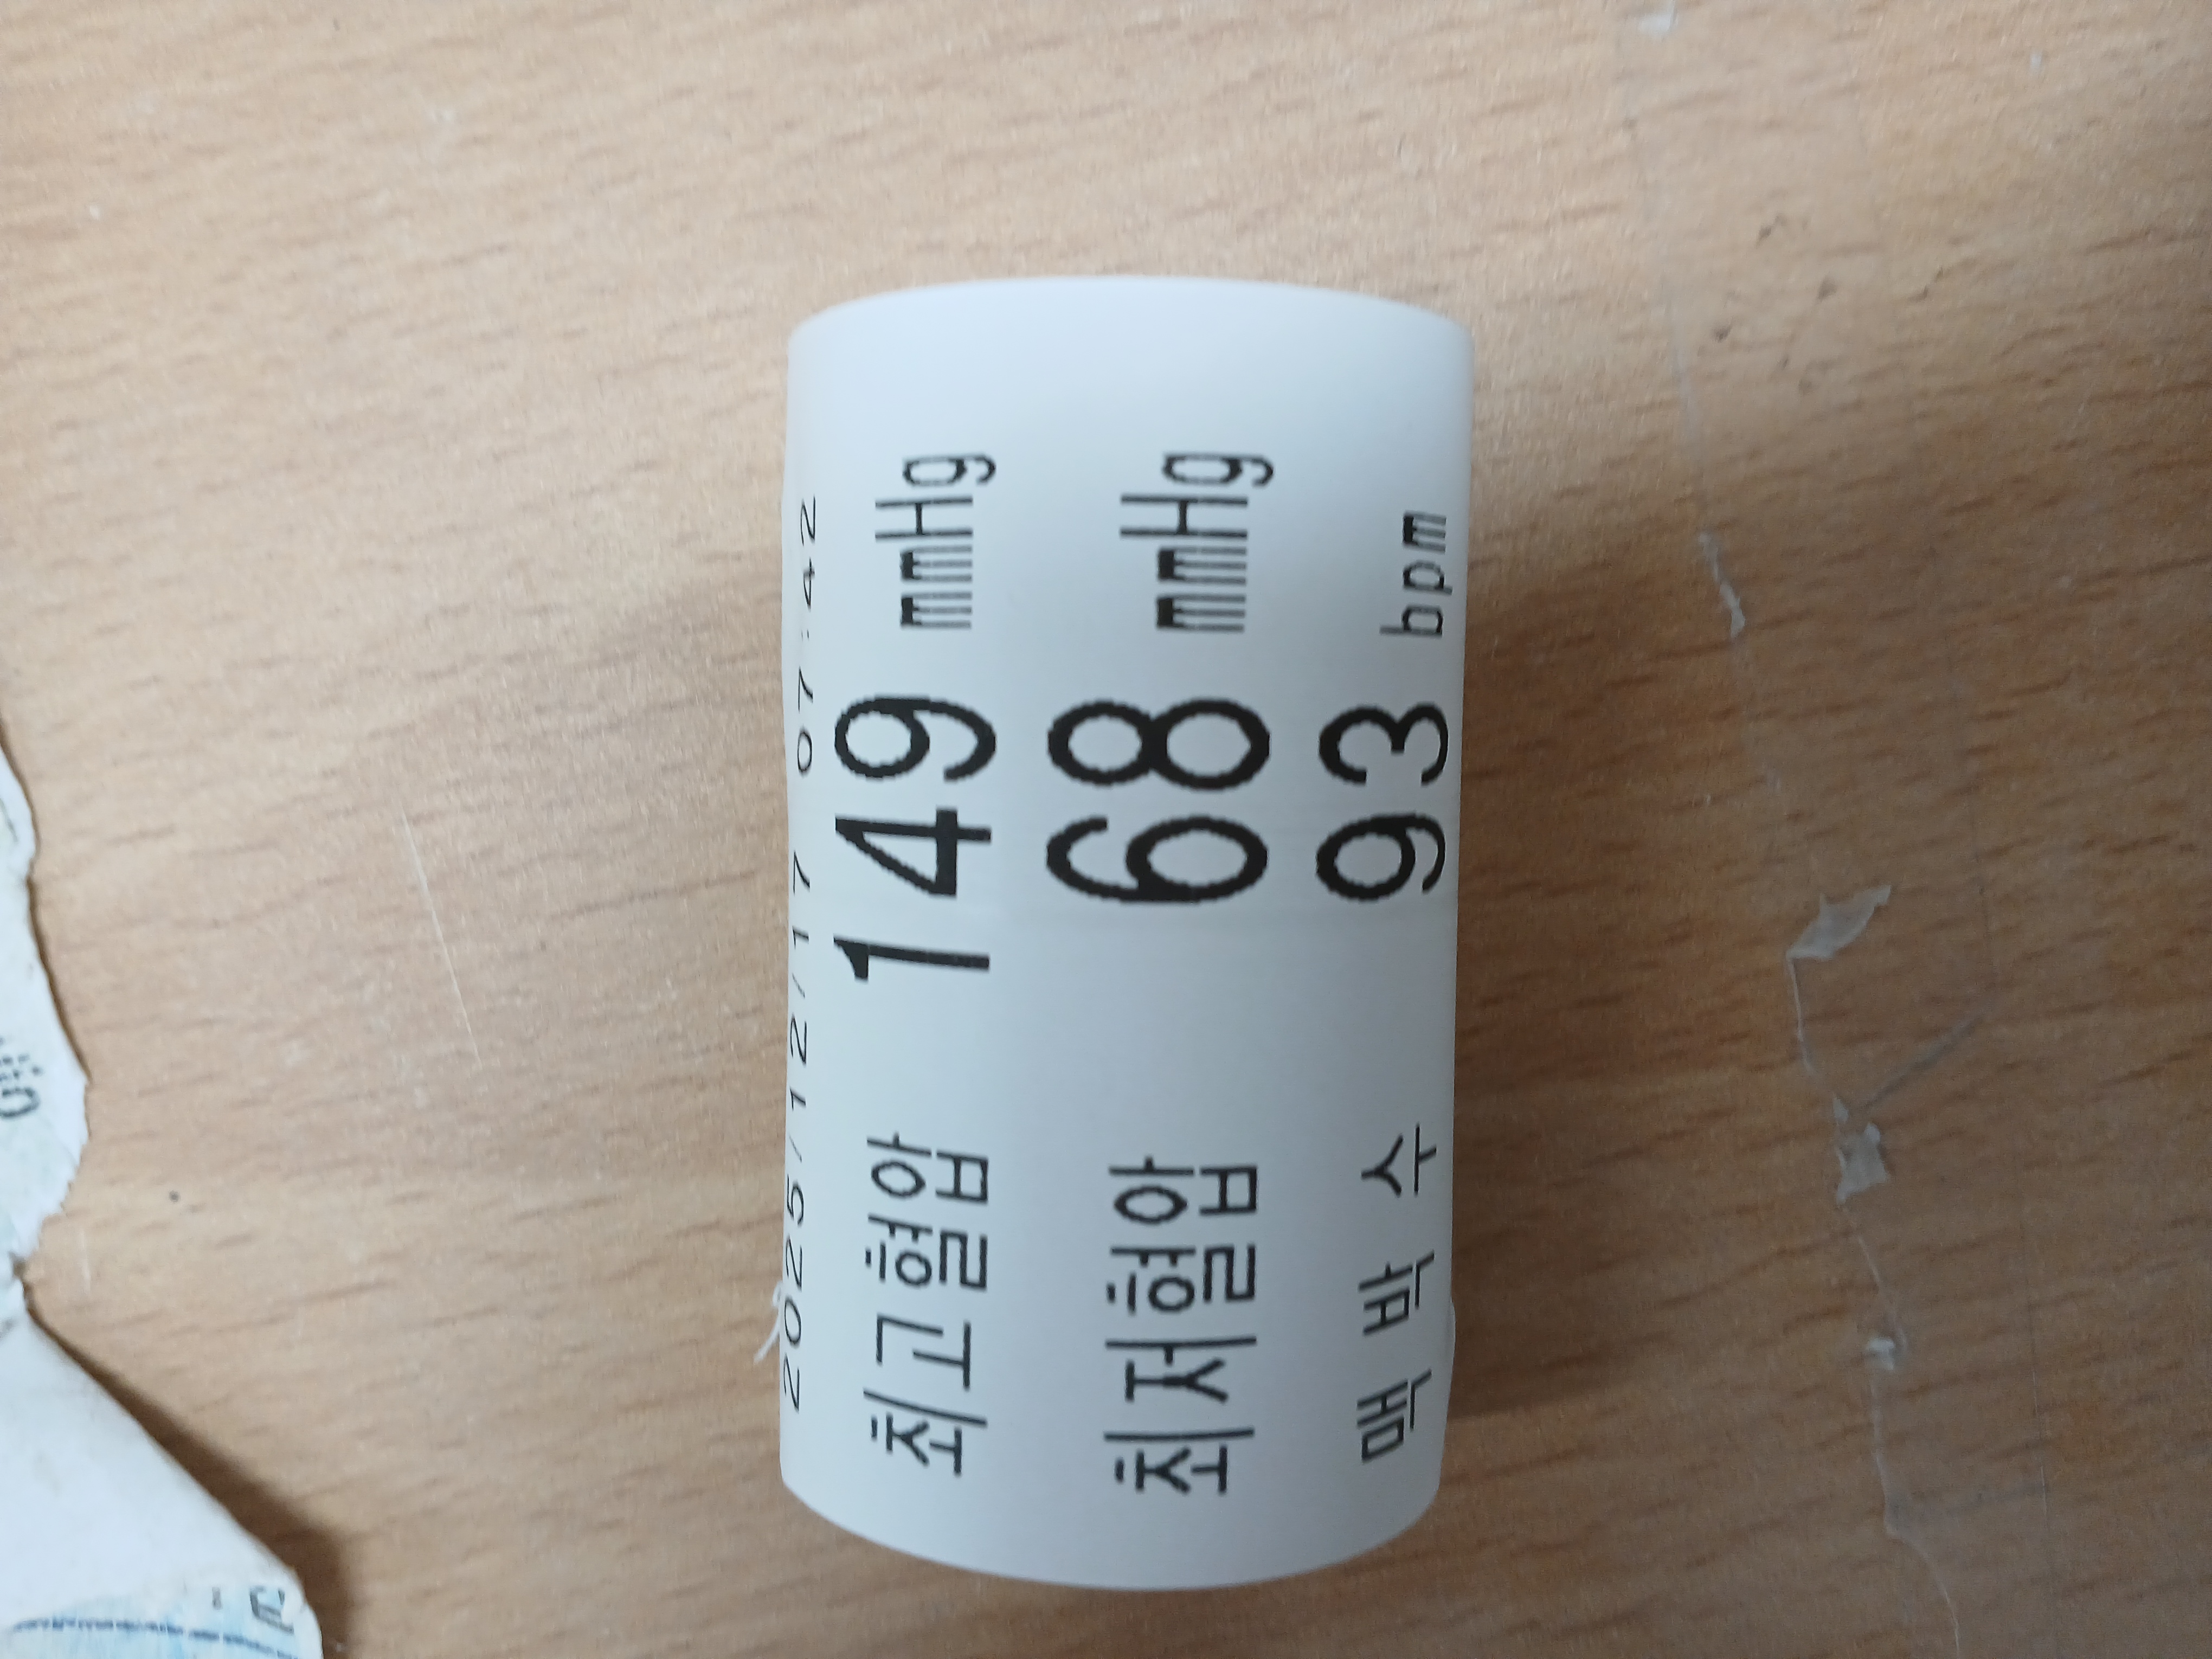 2025/12/17 07:42
최고혈압 149 mmHg
최저혈압 68 mmHg
맥 박 수 93 bpm